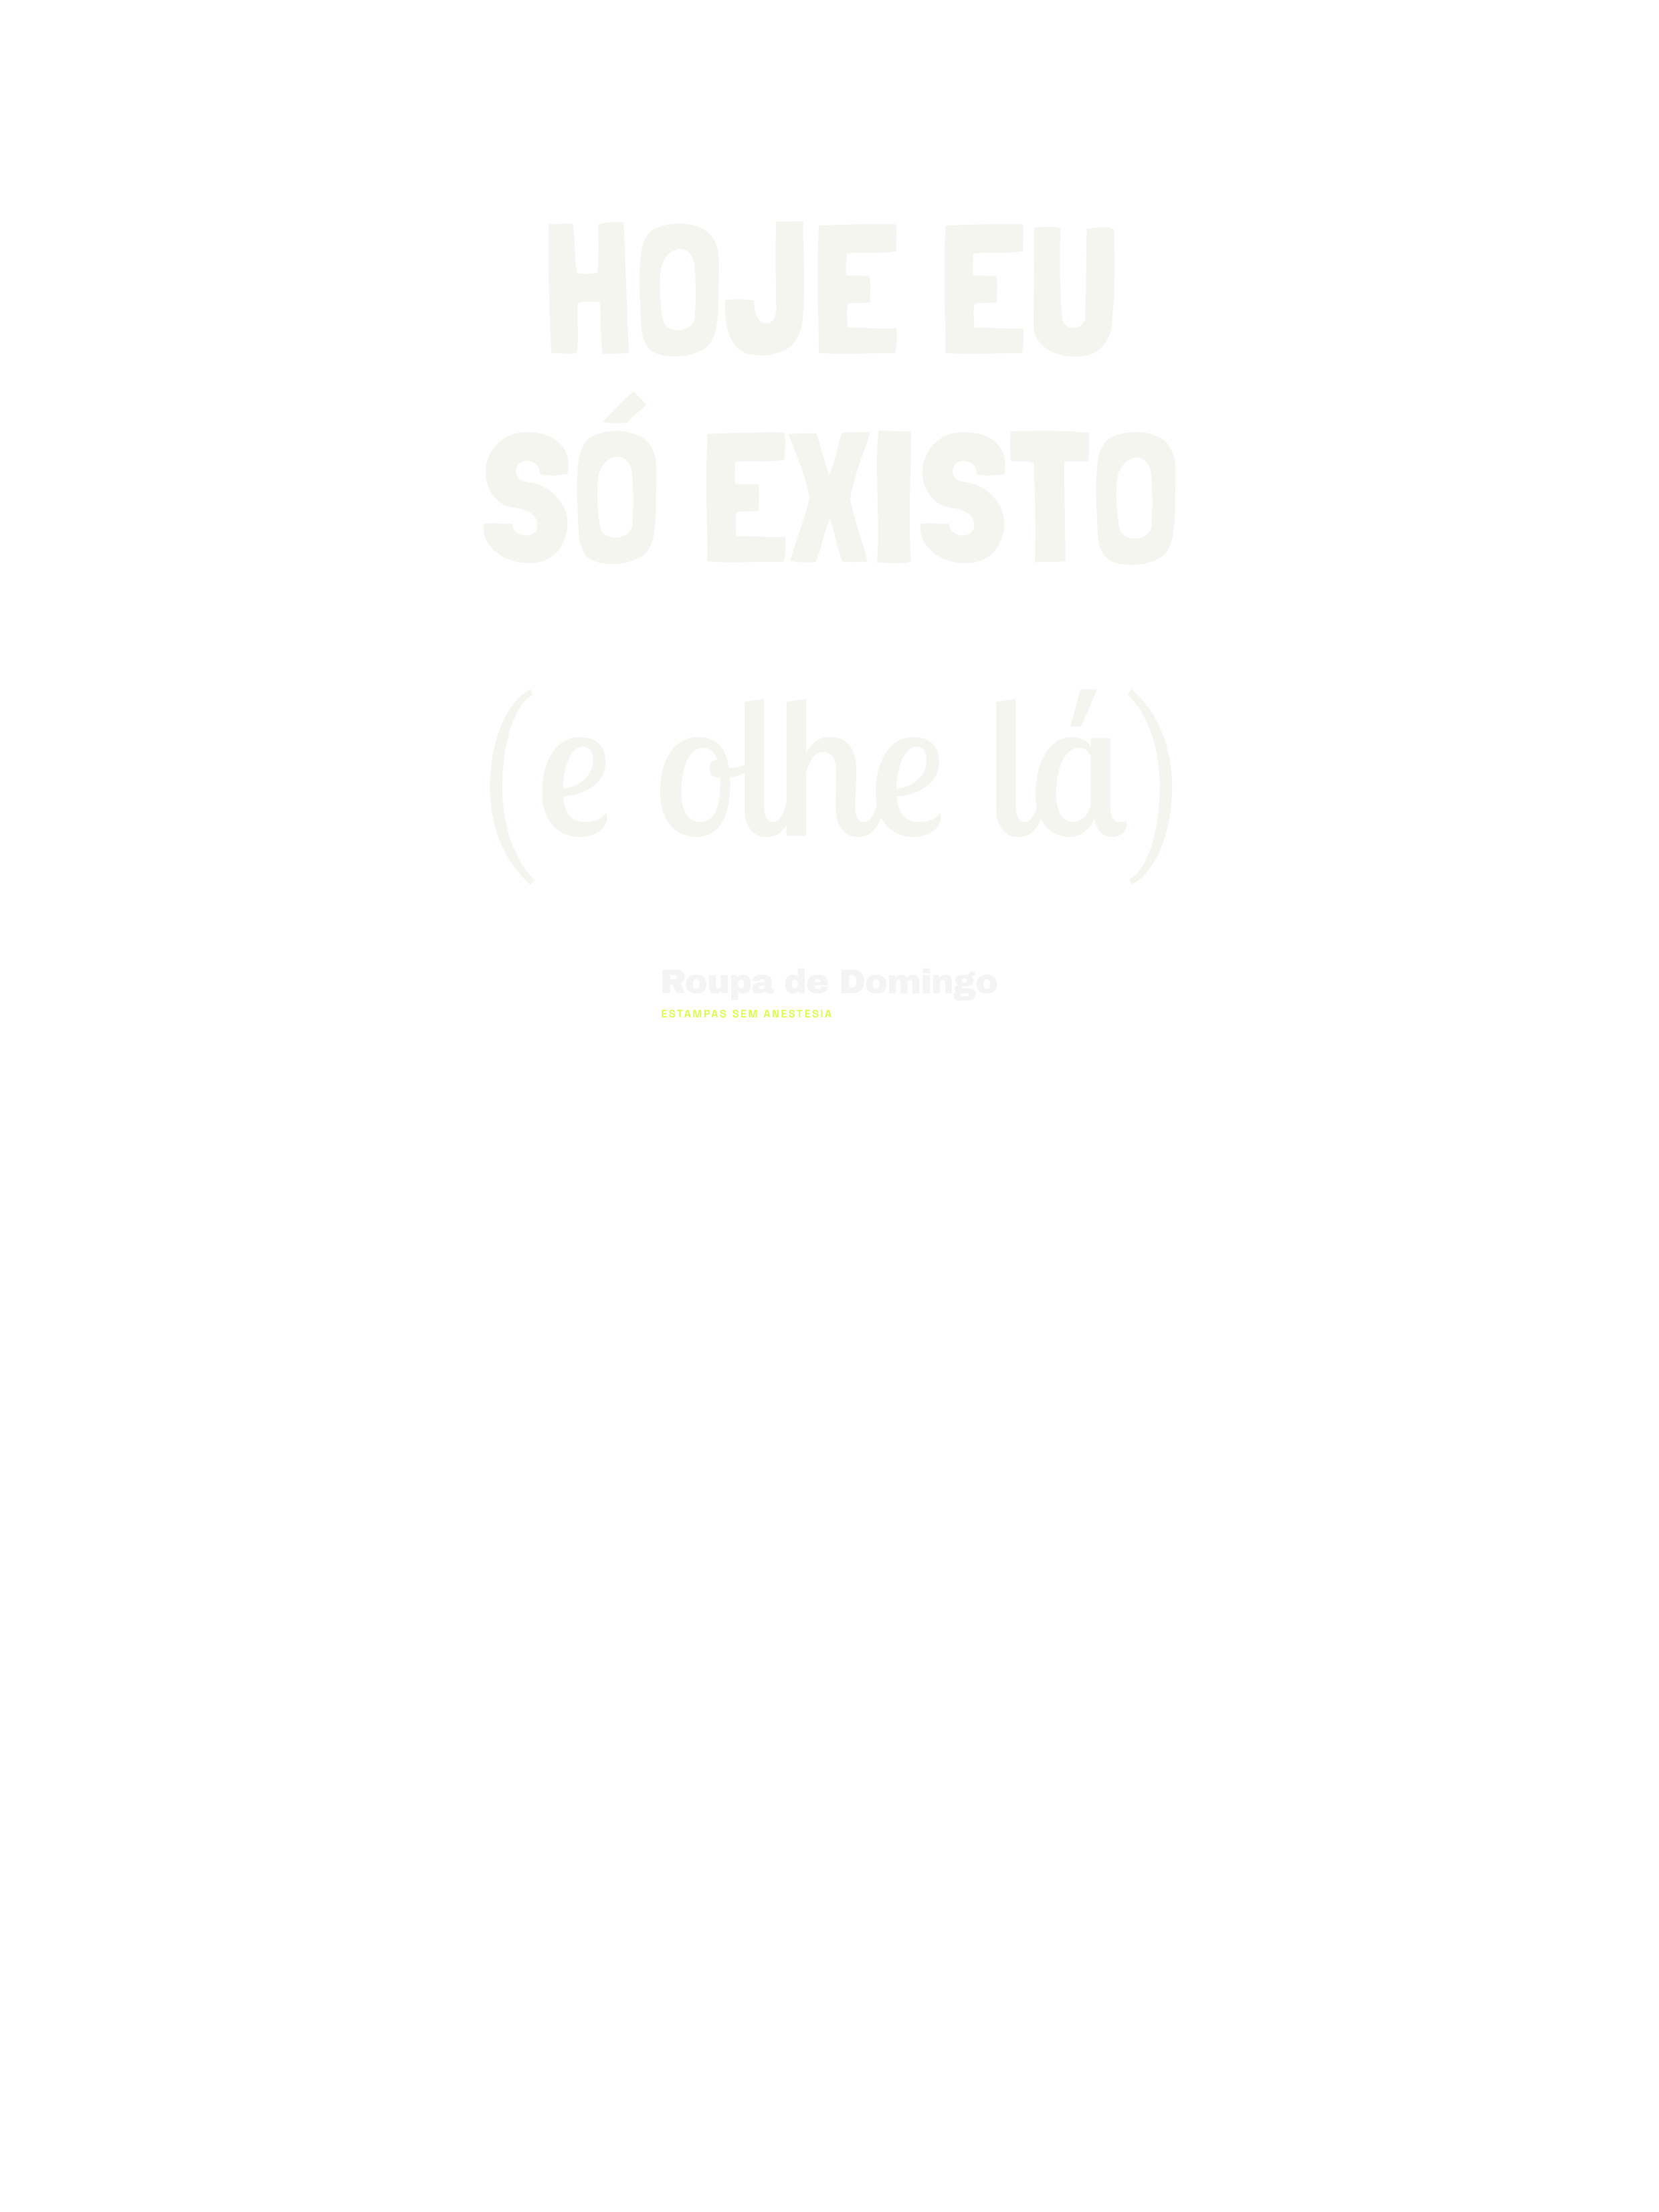 HOJE EU
SÓ EXISTO
(e olhe lá)
Roupa de Domingo
ESTAMPAS SEM ANESTESIA